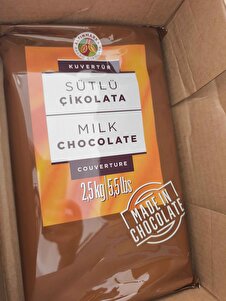 KUVERTÜR
SÜTLÜ
ÇİKOLATA
MILK
CHOCOLATE
COUVERTURE
2,5 kg/5,5 lbs
MADE IN
CHOCOLATE